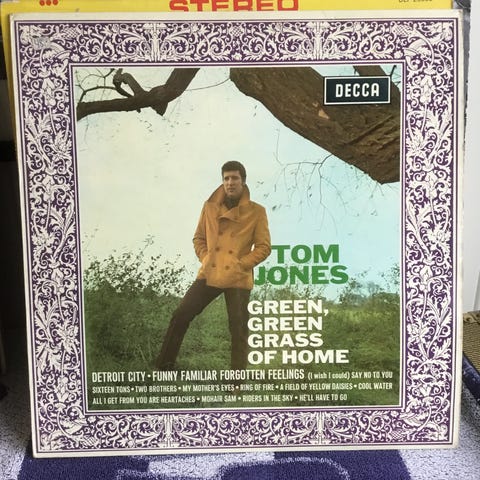 STEREO
DECCA
TOM
JONES
GREEN,
GREEN
GRASS
OF HOME
DETROIT CITY • FUNNY FAMILIAR FORGOTTEN FEELINGS (I wish I could) SAY NO TO YOU
SIXTEEN TONS • TWO BROTHERS • MY MOTHER'S EYES • RING OF FIRE • A FIELD OF YELLOW DAISIES • COOL WATER
ALL I GET FROM YOU ARE HEARTACHES • MOHAIR SAM • RIDERS IN THE SKY • HE'LL HAVE TO GO